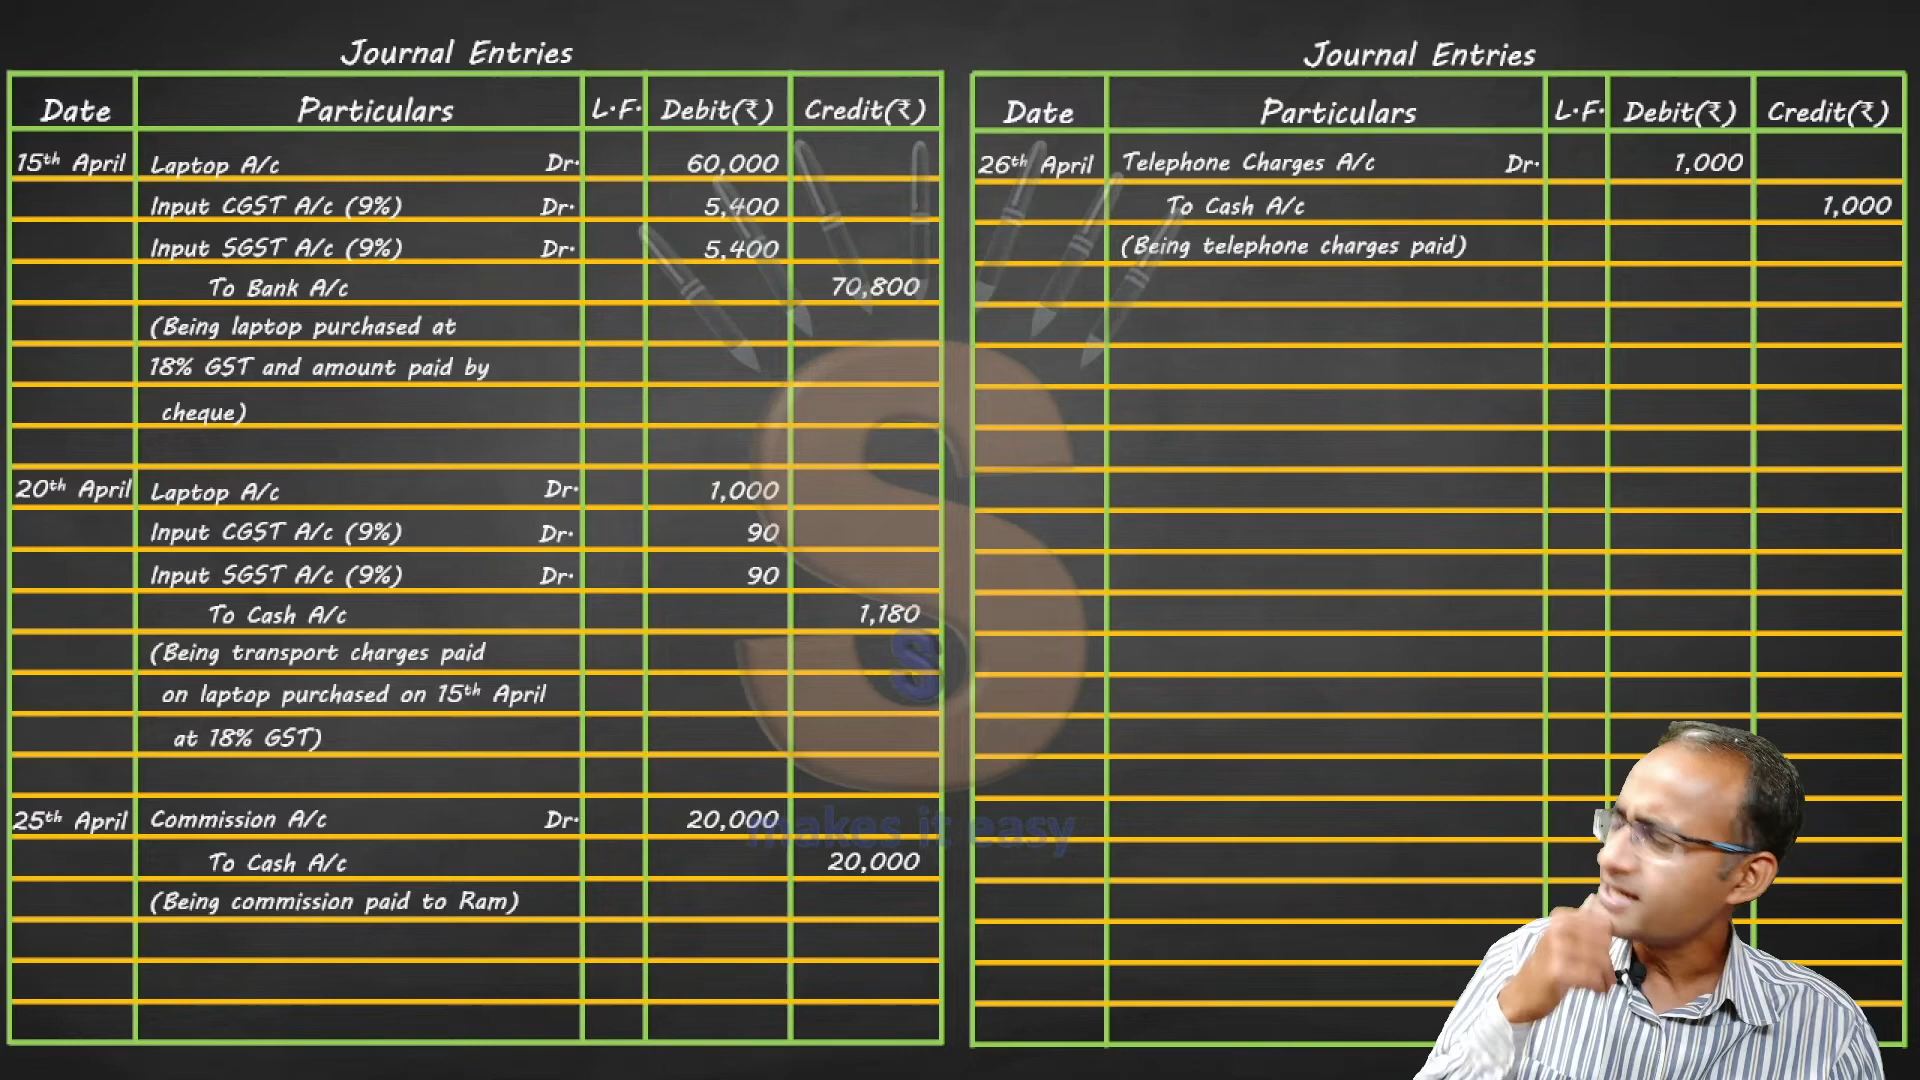 Journal Entries
Date Particulars L.F. Debit(₹) Credit(₹)
15th April Laptop A/c Dr. 60,000
Input CGST A/c (9%) Dr. 5,400
Input SGST A/c (9%) Dr. 5,400
To Bank A/c 70,800
(Being laptop purchased at
18% GST and amount paid by
cheque)
20th April Laptop A/c Dr. 1,000
Input CGST A/c (9%) Dr. 90
Input SGST A/c (9%) Dr. 90
To Cash A/c 1,180
(Being transport charges paid
on laptop purchased on 15th April
at 18% GST)
25th April Commission A/c Dr. 20,000
To Cash A/c 20,000
(Being commission paid to Ram)
Journal Entries
Date Particulars L.F. Debit(₹) Credit(₹)
26th April Telephone Charges A/c Dr. 1,000
To Cash A/c 1,000
(Being telephone charges paid)
S
S
makes it easy